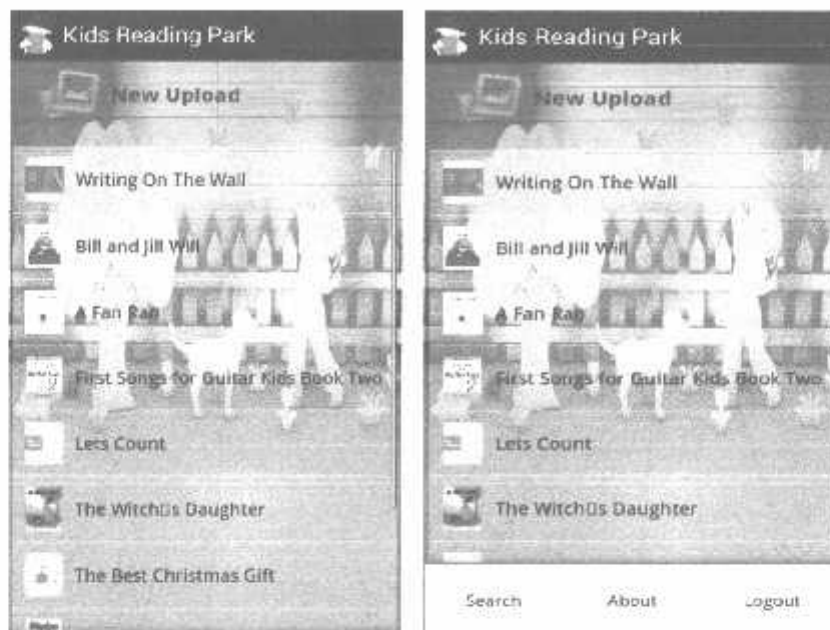 Kids Reading Park
New Upload
Writing On The Wall
Bill and Jill Will
A Fan Ran
First Songs for Guitar Kids Book Two
Lets Count
The Witch▯s Daughter
The Best Christmas Gift
Kids Reading Park
New Upload
Writing On The Wall
Bill and Jill Will
A Fan Ran
First Songs for Guitar Kids Book Two
Lets Count
The Witch▯s Daughter
Search About Logout